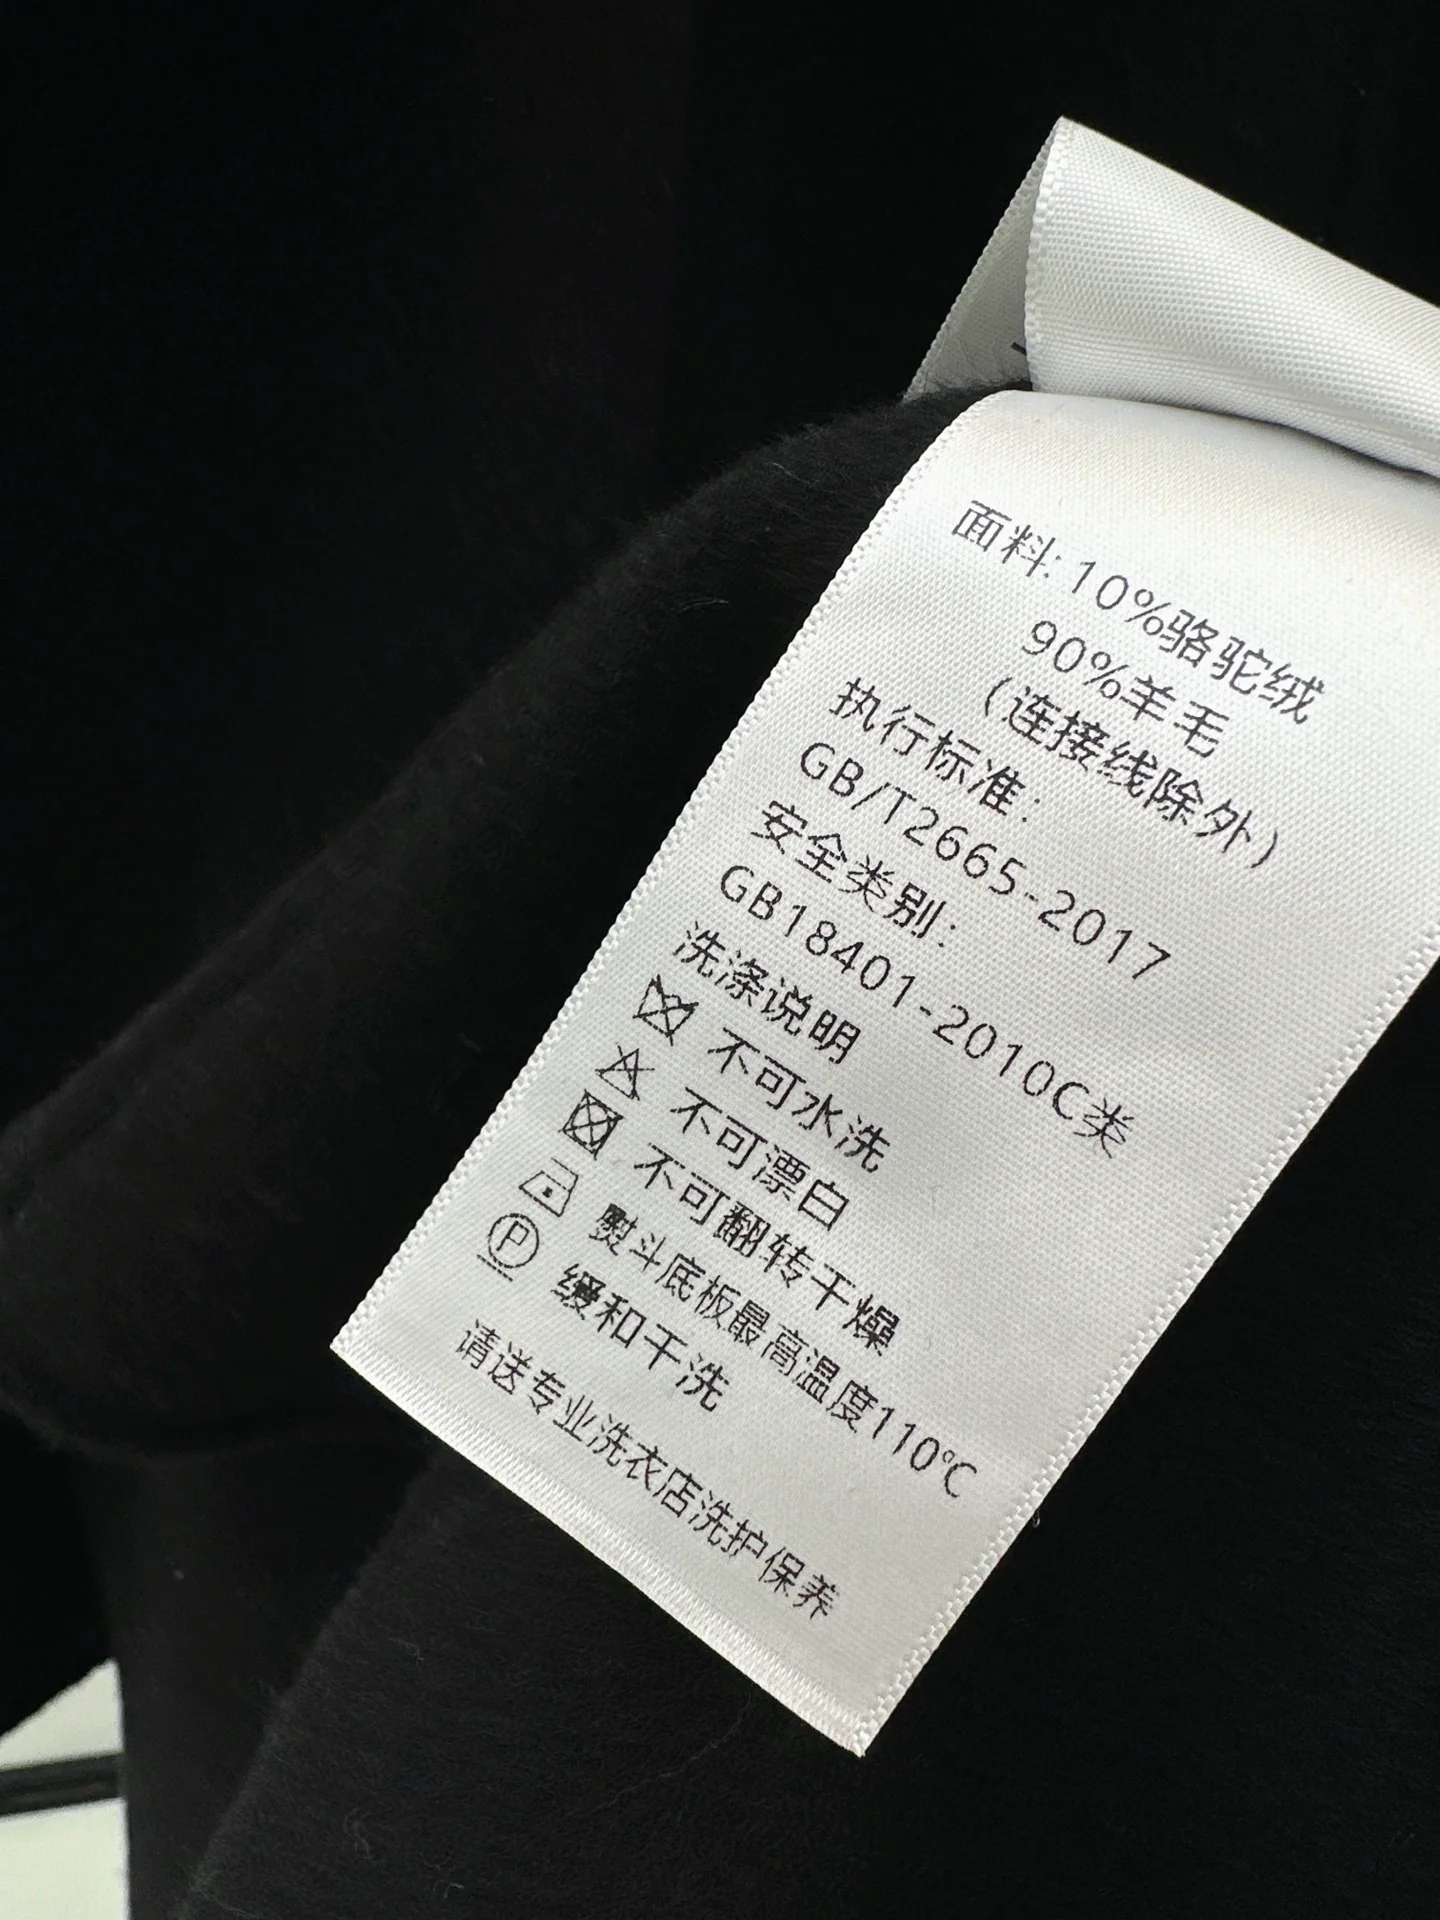 面料:10%骆驼绒
90%羊毛
(连接线除外)
执行标准:
GB/T2665-2017
安全类别:
GB18401-2010C类
洗涤说明
不可水洗
不可漂白
不可翻转干燥
熨斗底板最高温度110℃
P 缓和干洗
请送专业洗衣店洗护保养